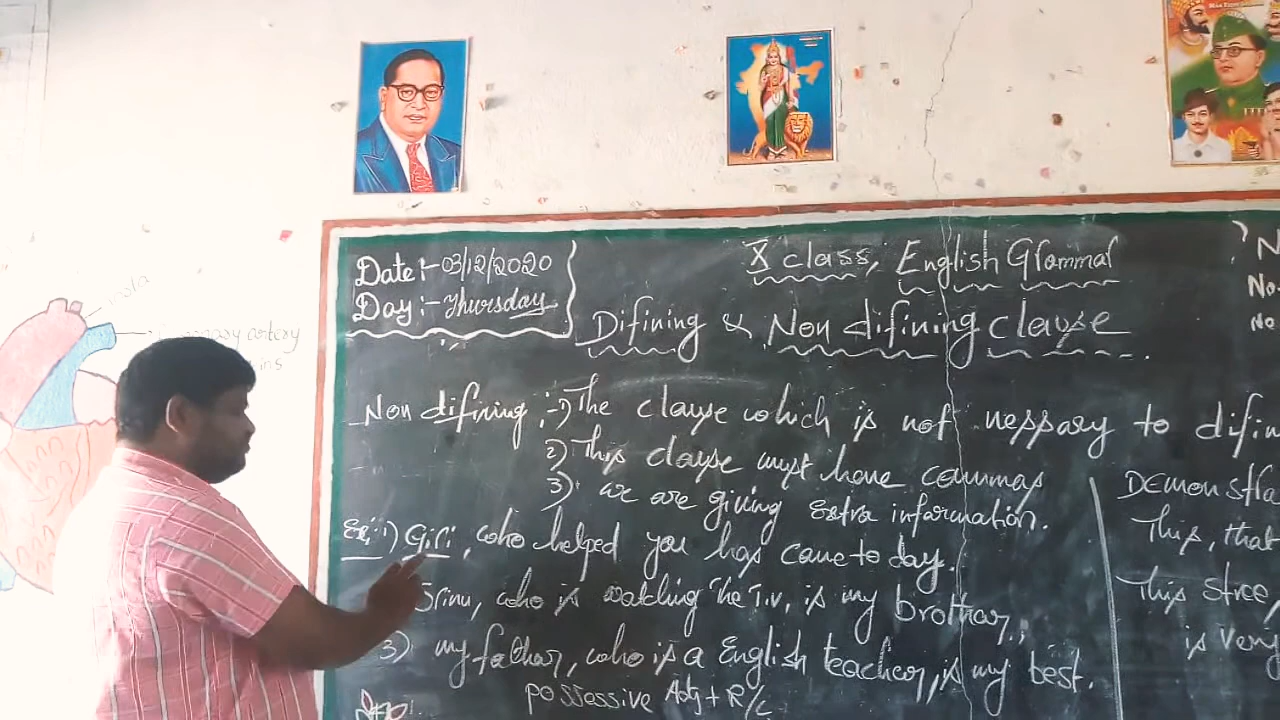 Date :- 03/12/2020
Day :- Thursday
X class, English Grammar
Difining & Non difining clause.
Non difining :- 1) The clause which is not neppary to difin
2) This clause must have commas
3) we are giving Extra information.
Ex :- 1) Giri, who helped you has come to day.
Srinu, who is watching The T.V, is my brother.
3) my father, who is a English teacher, is my best.
possessive Adj + R/C
No.
No
DEMONStra
This, that
This stree,
is very
artery